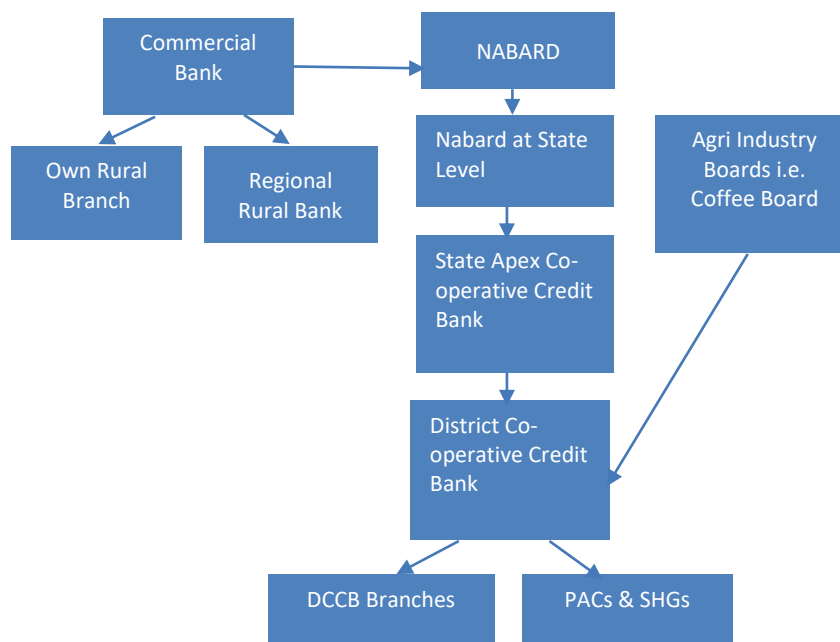 Commercial
Bank
NABARD
Own Rural
Branch
Regional
Rural Bank
Nabard at State
Level
Agri Industry
Boards i.e.
Coffee Board
State Apex Co-
operative Credit
Bank
District Co-
operative Credit
Bank
DCCB Branches
PACs & SHGs